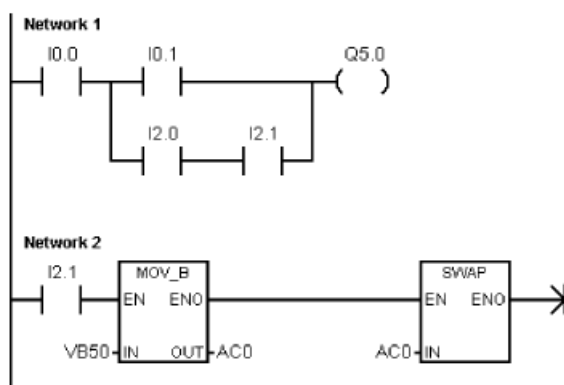 Network 1
I0.0 I0.1 Q5.0
I2.0 I2.1
Network 2
I2.1 MOV_B SWAP
EN ENO EN ENO
VB50 IN OUT AC0 AC0 IN